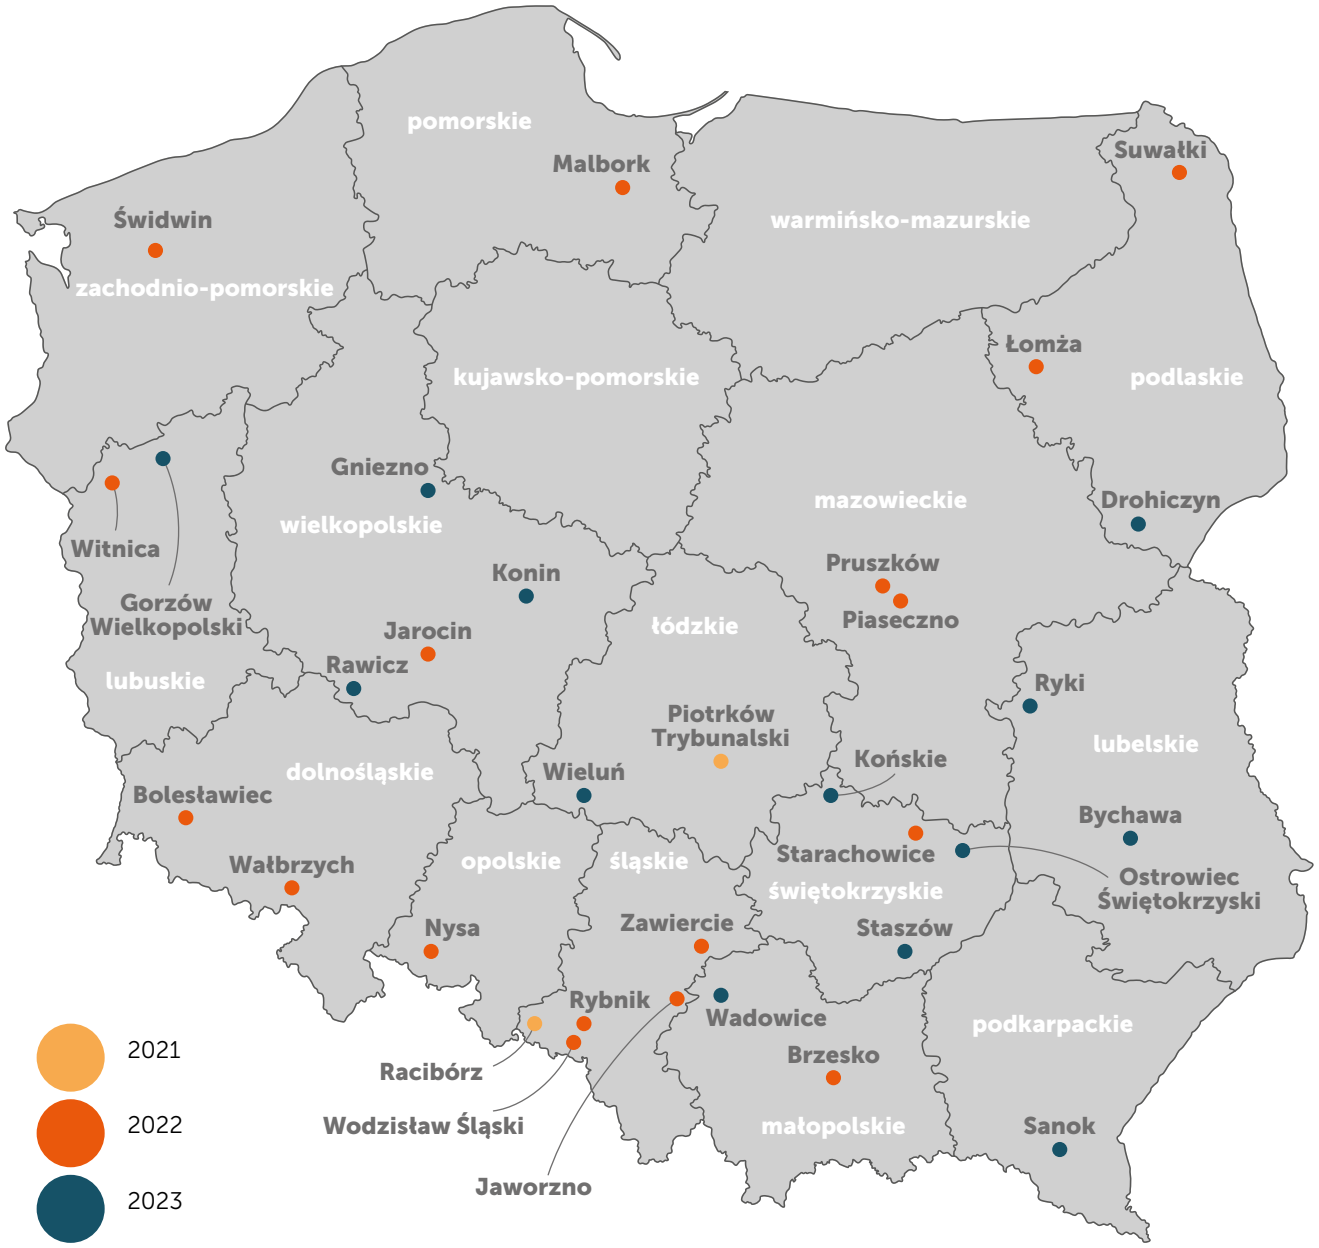 pomorskie
Suwałki
Malbork
Świdwin
warmińsko-mazurskie
zachodnio-pomorskie
Łomża
kujawsko-pomorskie
podlaskie
Gniezno
mazowieckie
Drohiczyn
wielkopolskie
Witnica
Pruszków
Konin
Gorzów
Wielkopolski
Piaseczno
łódzkie
Jarocin
Rawicz
lubuskie
Ryki
Piotrków
Trybunalski
lubelskie
Końskie
dolnośląskie
Wieluń
Bolesławiec
Bychawa
Starachowice
opolskie
śląskie
Wałbrzych
Ostrowiec
Świętokrzyski
świętokrzyskie
Zawiercie
Nysa
Staszów
Rybnik
Wadowice
podkarpackie
2021
Brzesko
Racibórz
2022
Wodzisław Śląski
małopolskie
Sanok
Jaworzno
2023